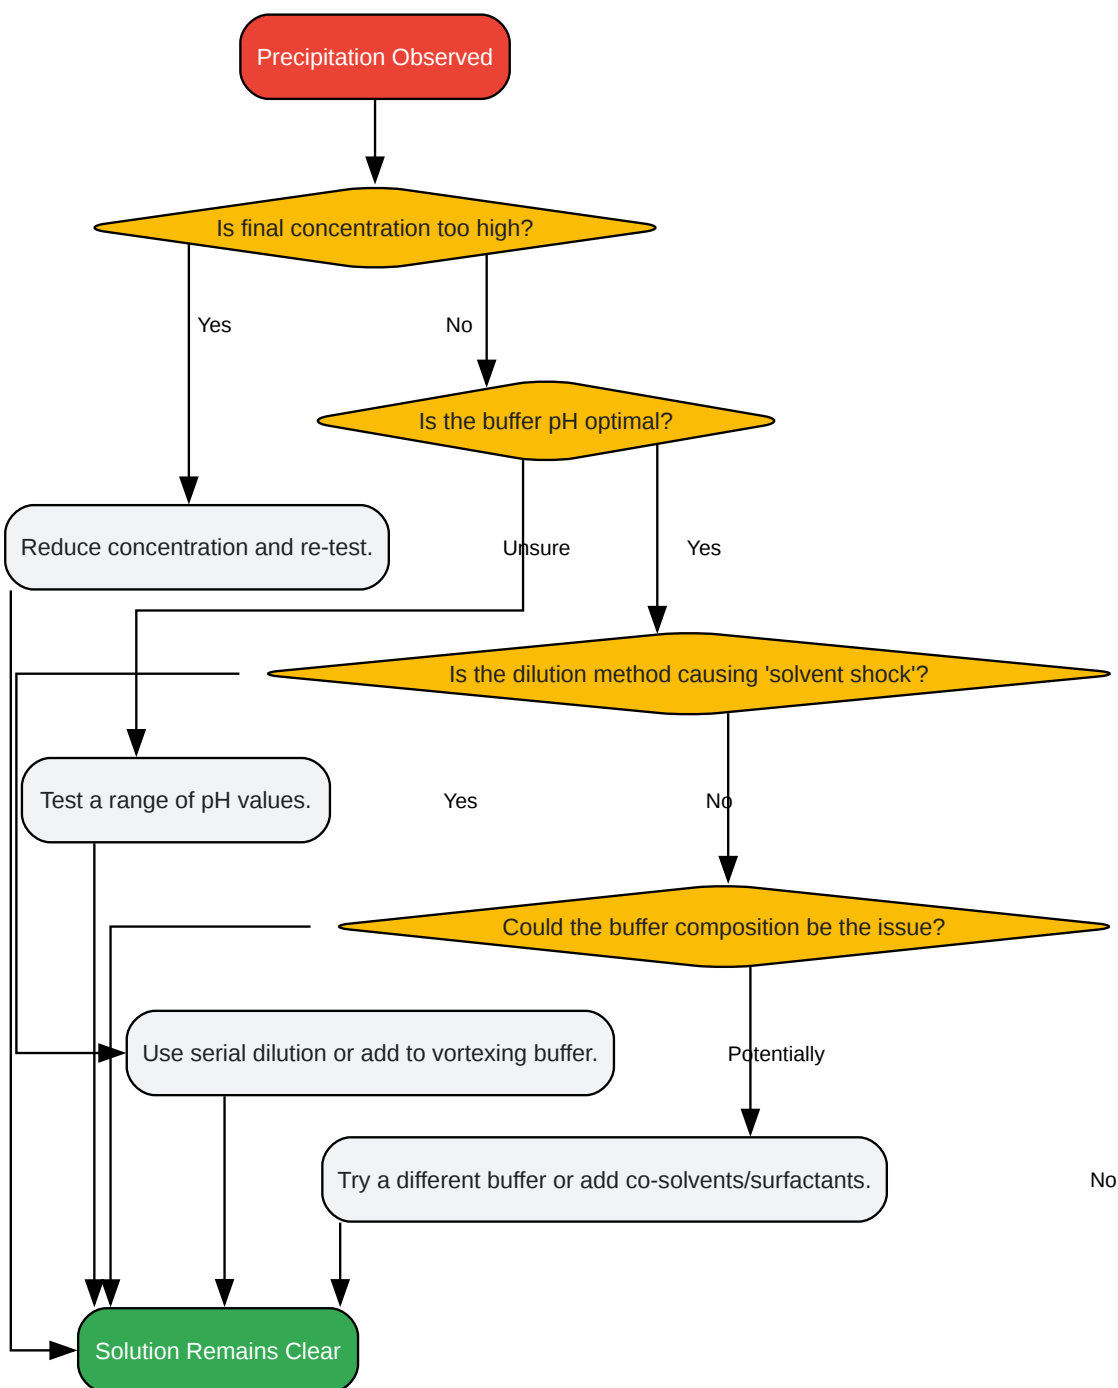 Precipitation Observed
Is final concentration too high?
Yes
No
Is the buffer pH optimal?
Reduce concentration and re-test.
Unsure
Yes
Is the dilution method causing 'solvent shock'?
Test a range of pH values.
Yes
No
Could the buffer composition be the issue?
Use serial dilution or add to vortexing buffer.
Potentially
Try a different buffer or add co-solvents/surfactants.
No
Solution Remains Clear